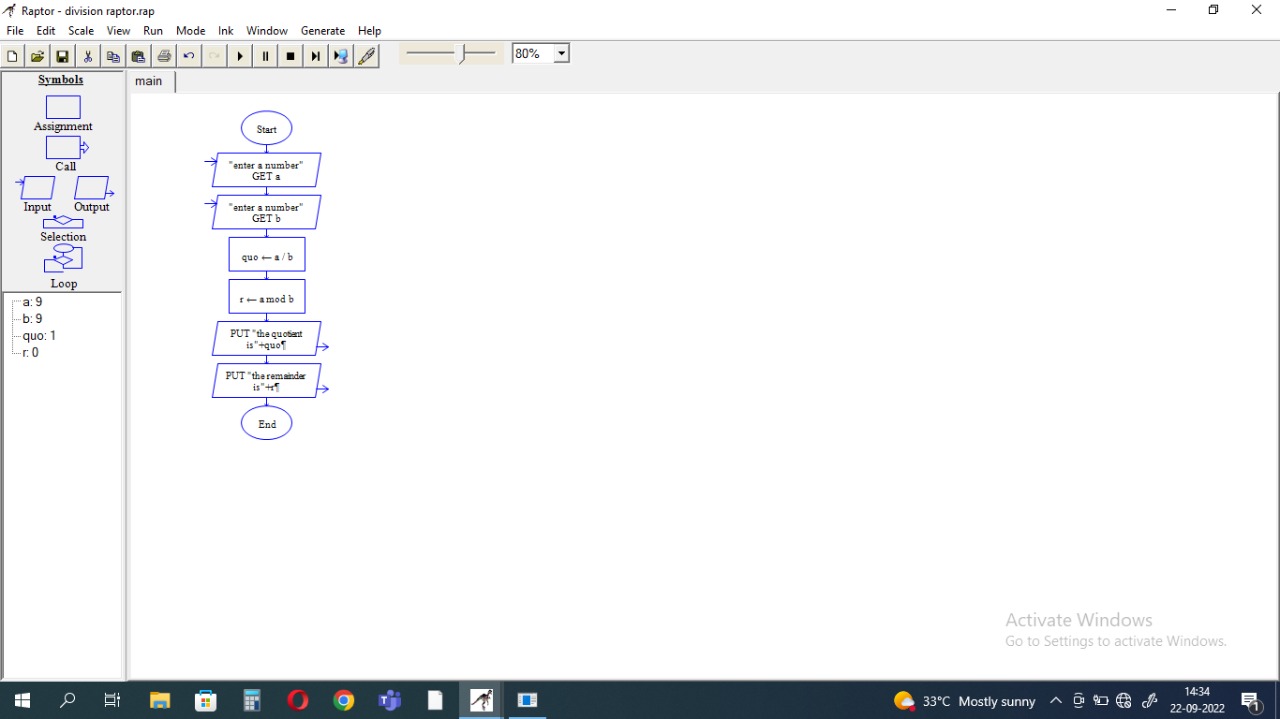 Raptor - division raptor.rap
File Edit Scale View Run Mode Ink Window Generate Help
80%
Symbols
main
Assignment
Call
Input Output
Selection
Loop
a: 9
b: 9
quo: 1
r: 0
Start
"enter a number"
GET a
"enter a number"
GET b
quo ← a / b
r ← a mod b
PUT "the quotient
is"+quo¶
PUT "the remainder
is"+r¶
End
Activate Windows
Go to Settings to activate Windows.
33°C Mostly sunny
14:34
22-09-2022
1